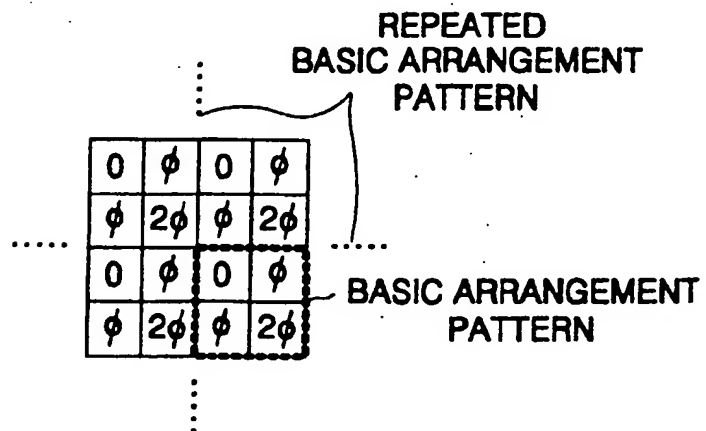 REPEATED
BASIC ARRANGEMENT
PATTERN
0 ϕ 0 ϕ
ϕ 2ϕ ϕ 2ϕ
0 ϕ 0 ϕ
ϕ 2ϕ ϕ 2ϕ
BASIC ARRANGEMENT
PATTERN